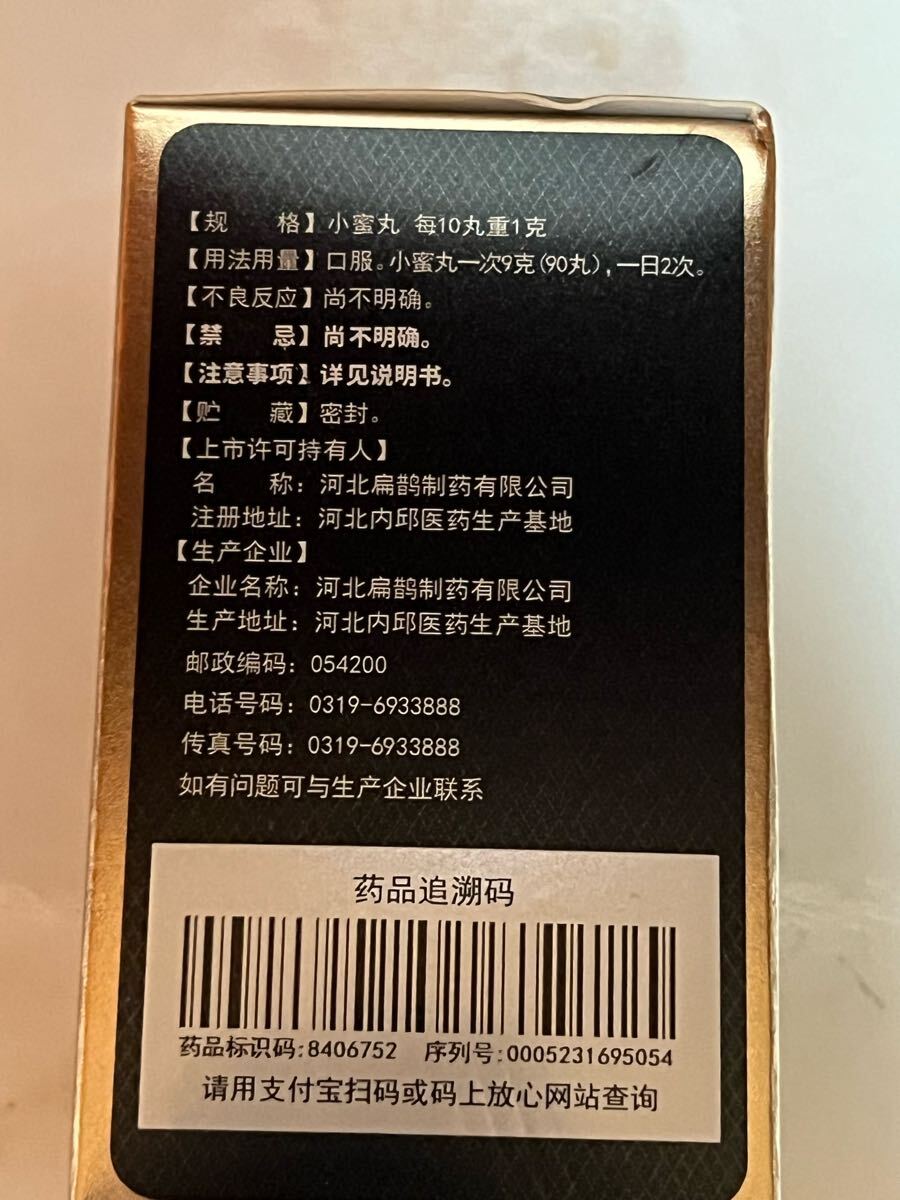 【规　　格】小蜜丸 每10丸重1克
【用法用量】口服。小蜜丸一次9克(90丸),一日2次。
【不良反应】尚不明确。
【禁　　忌】尚不明确。
【注意事项】详见说明书。
【贮　　藏】密封。
【上市许可持有人】
名　　称：河北扁鹊制药有限公司
注册地址：河北内邱医药生产基地
【生产企业】
企业名称：河北扁鹊制药有限公司
生产地址：河北内邱医药生产基地
邮政编码：054200
电话号码：0319-6933888
传真号码：0319-6933888
如有问题可与生产企业联系
药品追溯码
药品标识码:8406752 序列号:0005231695054
请用支付宝扫码或码上放心网站查询